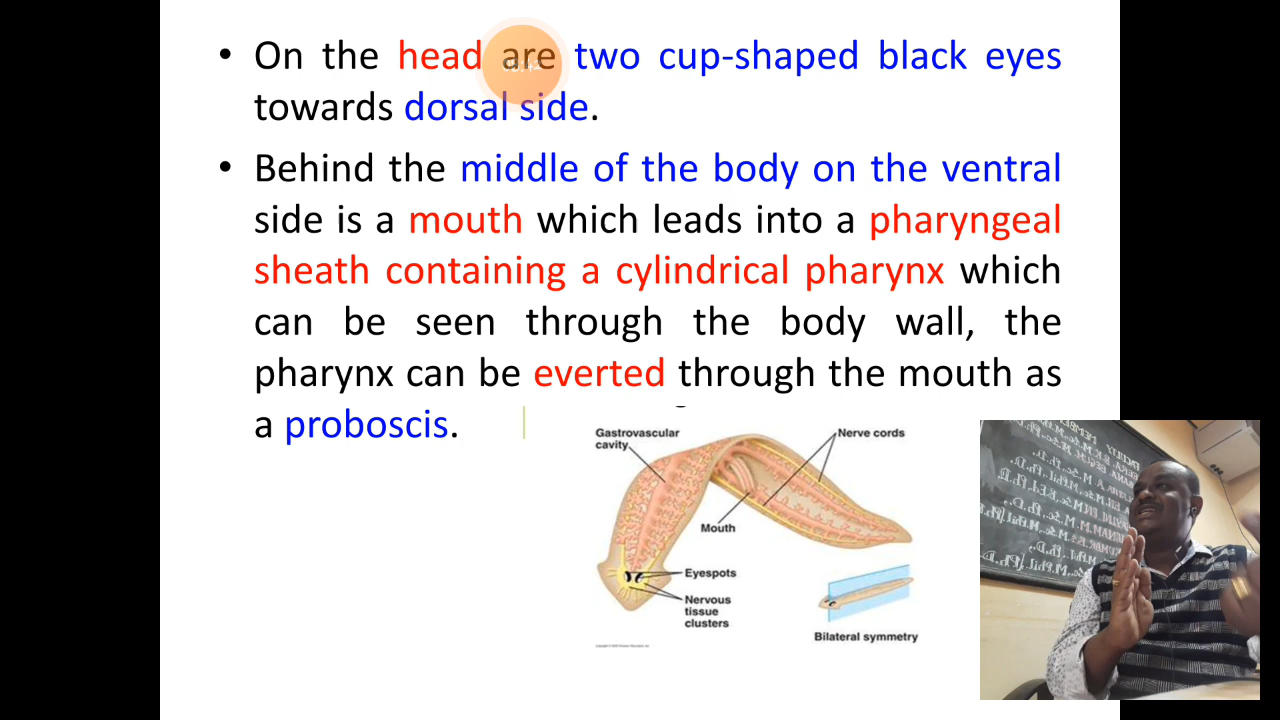 • On the head are two cup-shaped black eyes
towards dorsal side.
• Behind the middle of the body on the ventral
side is a mouth which leads into a pharyngeal
sheath containing a cylindrical pharynx which
can be seen through the body wall, the
pharynx can be everted through the mouth as
a proboscis.
Gastrovascular
cavity
Nerve cords
Mouth
Eyespots
Nervous
tissue
clusters
Bilateral symmetry